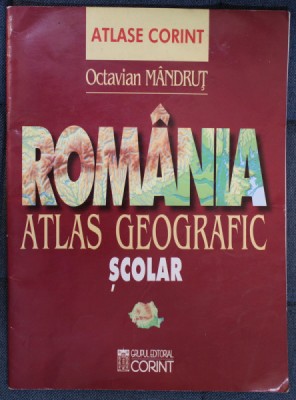 ATLASE CORINT
Octavian MÂNDRUȚ
ROMÂNIA
ATLAS GEOGRAFIC
ȘCOLAR
GRUPUL EDITORIAL
CORINT